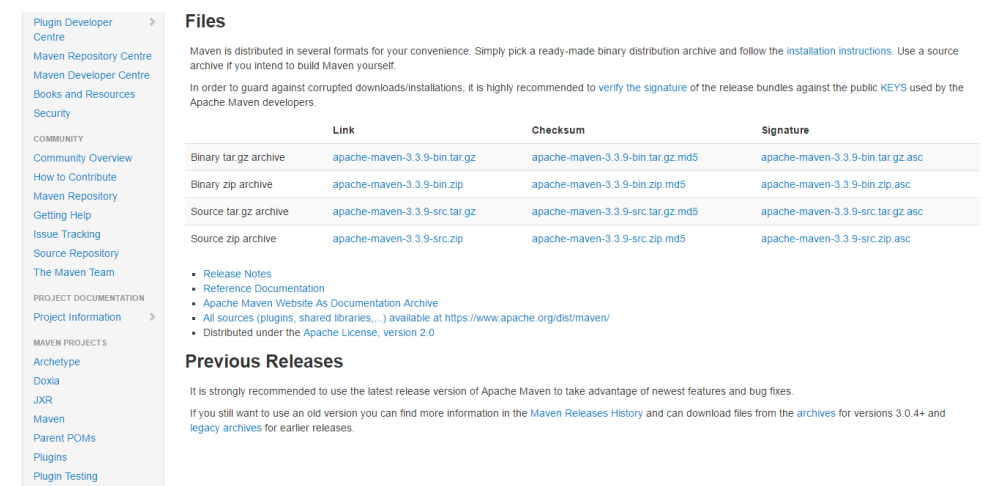 Plugin Developer
Centre
Maven Repository Centre
Maven Developer Centre
Books and Resources
Security
COMMUNITY
Community Overview
How to Contribute
Maven Repository
Getting Help
Issue Tracking
Source Repository
The Maven Team
PROJECT DOCUMENTATION
Project Information
MAVEN PROJECTS
Archetype
Doxia
JXR
Maven
Parent POMs
Plugins
Plugin Testing
Files
Maven is distributed in several formats for your convenience. Simply pick a ready-made binary distribution archive and follow the installation instructions. Use a source
archive if you intend to build Maven yourself.
In order to guard against corrupted downloads/installations, it is highly recommended to verify the signature of the release bundles against the public KEYS used by the
Apache Maven developers.
Link Checksum Signature
Binary tar.gz archive apache-maven-3.3.9-bin.tar.gz apache-maven-3.3.9-bin.tar.gz.md5 apache-maven-3.3.9-bin.tar.gz.asc
Binary zip archive apache-maven-3.3.9-bin.zip apache-maven-3.3.9-bin.zip.md5 apache-maven-3.3.9-bin.zip.asc
Source tar.gz archive apache-maven-3.3.9-src.tar.gz apache-maven-3.3.9-src.tar.gz.md5 apache-maven-3.3.9-src.tar.gz.asc
Source zip archive apache-maven-3.3.9-src.zip apache-maven-3.3.9-src.zip.md5 apache-maven-3.3.9-src.zip.asc
Release Notes
Reference Documentation
Apache Maven Website As Documentation Archive
All sources (plugins, shared libraries,...) available at https://www.apache.org/dist/maven/
Distributed under the Apache License, version 2.0
Previous Releases
It is strongly recommended to use the latest release version of Apache Maven to take advantage of newest features and bug fixes.
If you still want to use an old version you can find more information in the Maven Releases History and can download files from the archives for versions 3.0.4+ and
legacy archives for earlier releases.